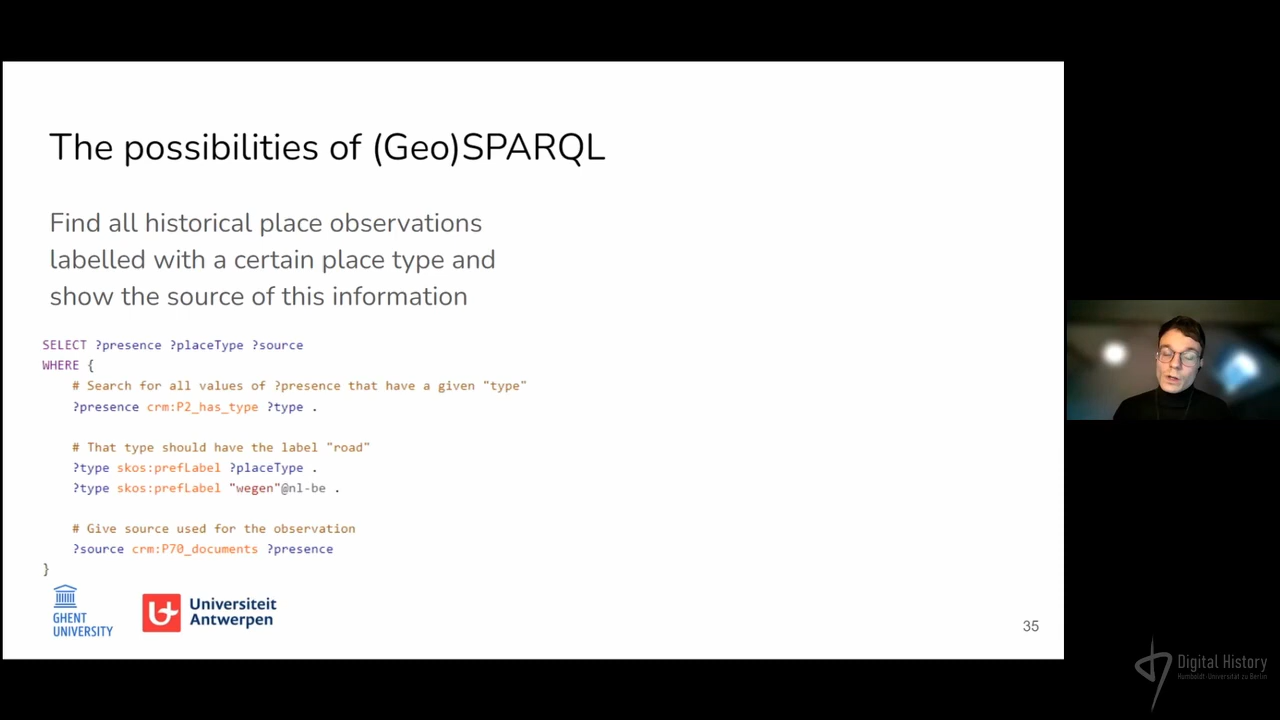 The possibilities of (Geo)SPARQL
Find all historical place observations
labelled with a certain place type and
show the source of this information
SELECT ?presence ?placeType ?source
WHERE {
# Search for all values of ?presence that have a given "type"
?presence crm:P2_has_type ?type .
# That type should have the label "road"
?type skos:prefLabel ?placeType .
?type skos:prefLabel "wegen"@nl-be .
# Give source used for the observation
?source crm:P70_documents ?presence
}
GHENT
UNIVERSITY
Universiteit
Antwerpen
35
Digital History
Humboldt-Universität zu Berlin